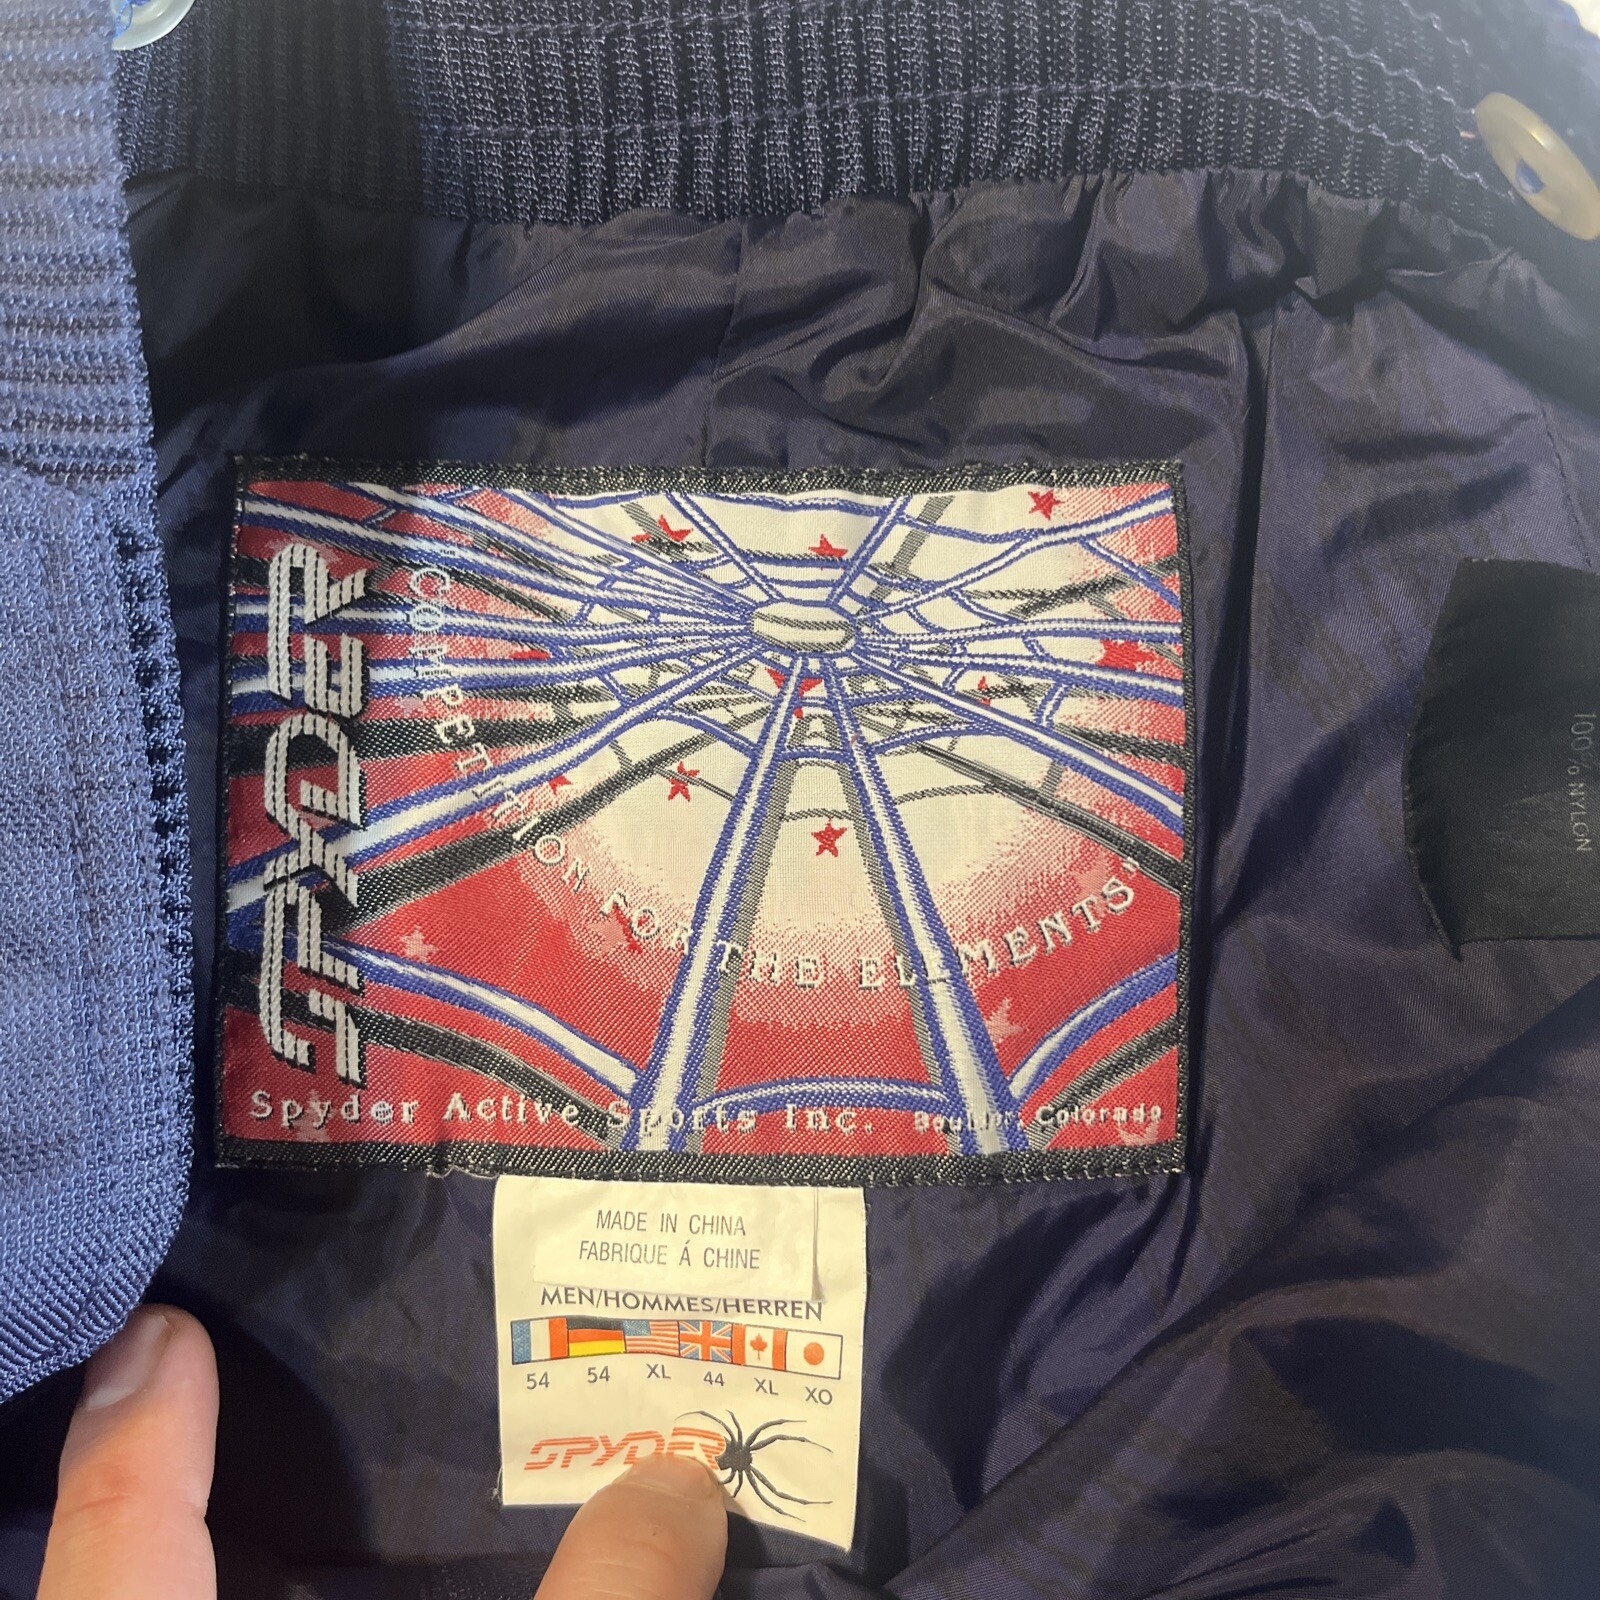 SPYDER
"COMPETITION FOR THE ELEMENTS"
Spyder Active Sports Inc. Boulder, Colorado
100% NYLON
MADE IN CHINA
FABRIQUE Á CHINE
MEN/HOMMES/HERREN
54 54 XL 44 XL XO
SPYDER